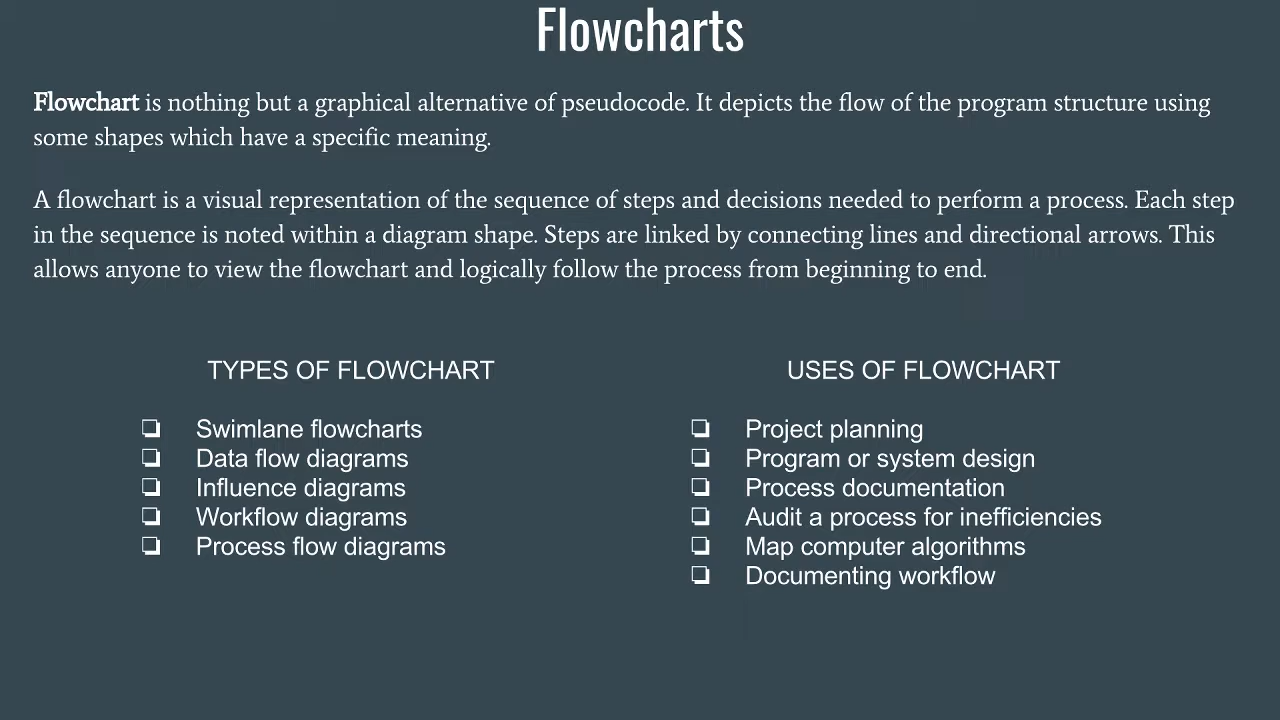 Flowcharts
Flowchart is nothing but a graphical alternative of pseudocode. It depicts the flow of the program structure using
some shapes which have a specific meaning.
A flowchart is a visual representation of the sequence of steps and decisions needed to perform a process. Each step
in the sequence is noted within a diagram shape. Steps are linked by connecting lines and directional arrows. This
allows anyone to view the flowchart and logically follow the process from beginning to end.
TYPES OF FLOWCHART
❏ Swimlane flowcharts
❏ Data flow diagrams
❏ Influence diagrams
❏ Workflow diagrams
❏ Process flow diagrams
USES OF FLOWCHART
❏ Project planning
❏ Program or system design
❏ Process documentation
❏ Audit a process for inefficiencies
❏ Map computer algorithms
❏ Documenting workflow